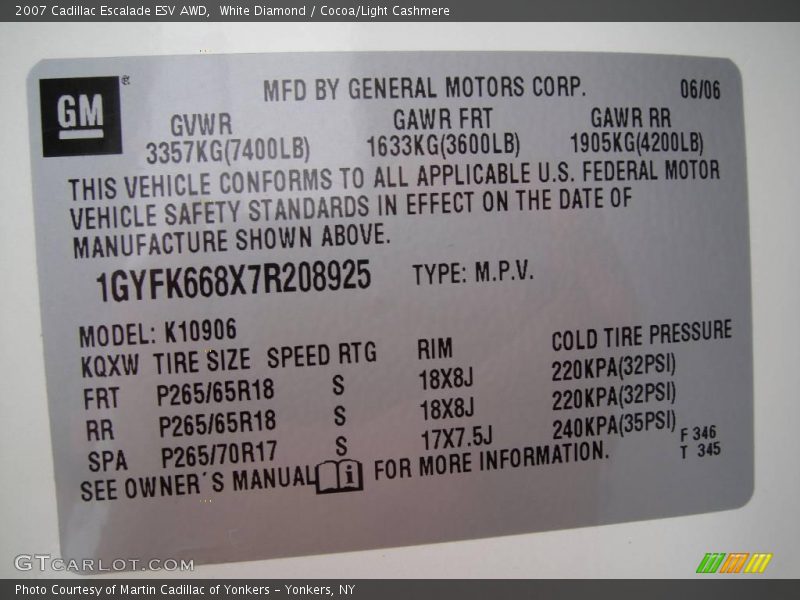 2007 Cadillac Escalade ESV AWD, White Diamond / Cocoa/Light Cashmere
GM® MFD BY GENERAL MOTORS CORP. 06/06
GVWR GAWR FRT GAWR RR
3357KG(7400LB) 1633KG(3600LB) 1905KG(4200LB)
THIS VEHICLE CONFORMS TO ALL APPLICABLE U.S. FEDERAL MOTOR
VEHICLE SAFETY STANDARDS IN EFFECT ON THE DATE OF
MANUFACTURE SHOWN ABOVE.
1GYFK668X7R208925 TYPE: M.P.V.
MODEL: K10906
KQXW TIRE SIZE SPEED RTG RIM COLD TIRE PRESSURE
FRT P265/65R18 S 18X8J 220KPA(32PSI)
RR P265/65R18 S 18X8J 220KPA(32PSI)
SPA P265/70R17 S 17X7.5J 240KPA(35PSI) F 346
SEE OWNER´S MANUAL i FOR MORE INFORMATION. T 345
GTCARLOT.COM
Photo Courtesy of Martin Cadillac of Yonkers – Yonkers, NY